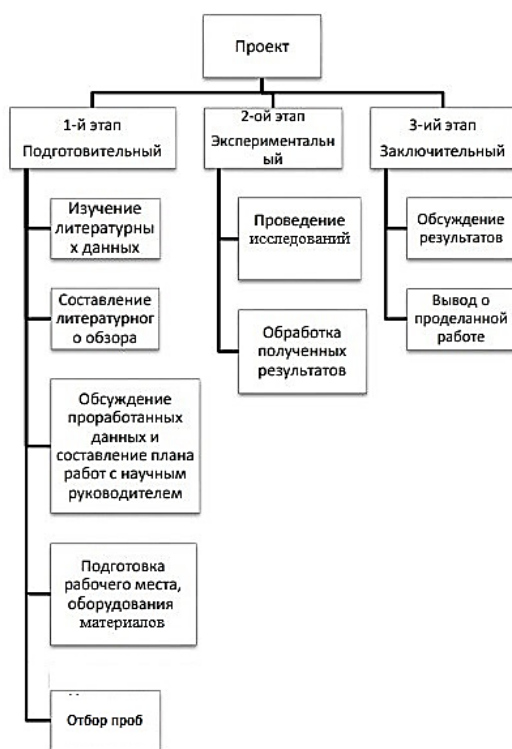 Проект
1-й этап
Подготовительный
Изучение
литературны
х данных
Составление
литературног
о обзора
Обсуждение
проработанных
данных и
составление плана
работ с научным
руководителем
Подготовка
рабочего места,
оборудования
материалов
Отбор проб
2-ой этап
Экспериментальн
ый
Проведение
исследований
Обработка
полученных
результатов
3-ий этап
Заключительный
Обсуждение
результатов
Вывод о
проделанной
работе